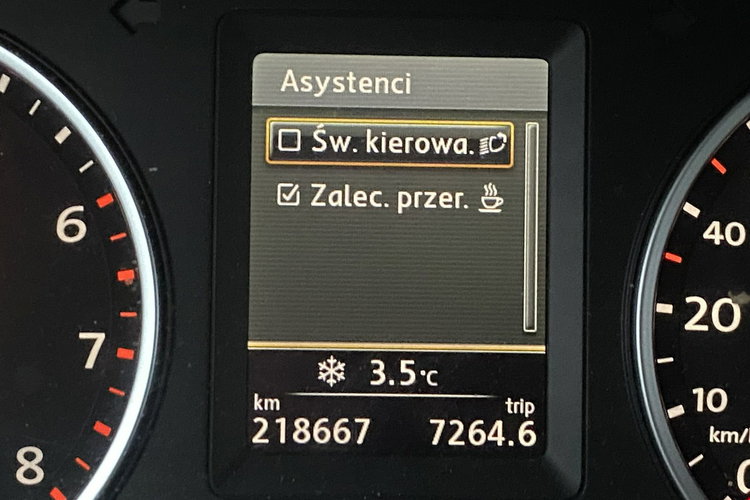 Asystenci
Św. kierowa.
Zalec. przer.
3.5°C
km trip
218667 7264.6
6
7
8
40
20
10
km/
0